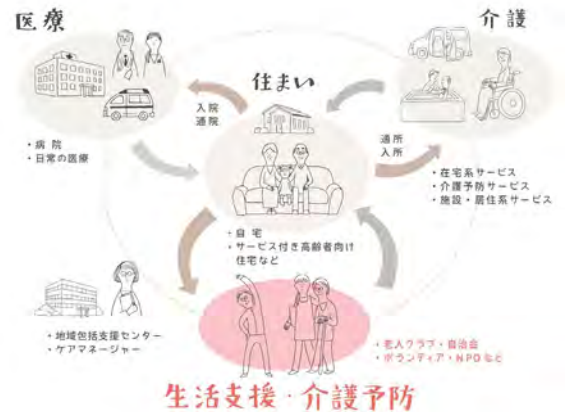 医療
介護
住まい
入院
通院
通所
入所
・病院
・日常の医療
・在宅系サービス
・介護予防サービス
・施設・居住系サービス
・自宅
・サービス付き高齢者向け
住宅など
・地域包括支援センター
・ケアマネージャー
・老人クラブ・自治会
・ボランティア・NPOなど
生活支援・介護予防